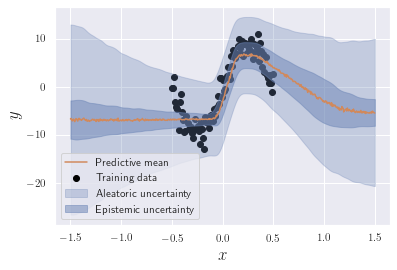 10
0
−10
−20
y
Predictive mean
Training data
Aleatoric uncertainty
Epistemic uncertainty
−1.5 −1.0 −0.5 0.0 0.5 1.0 1.5
x